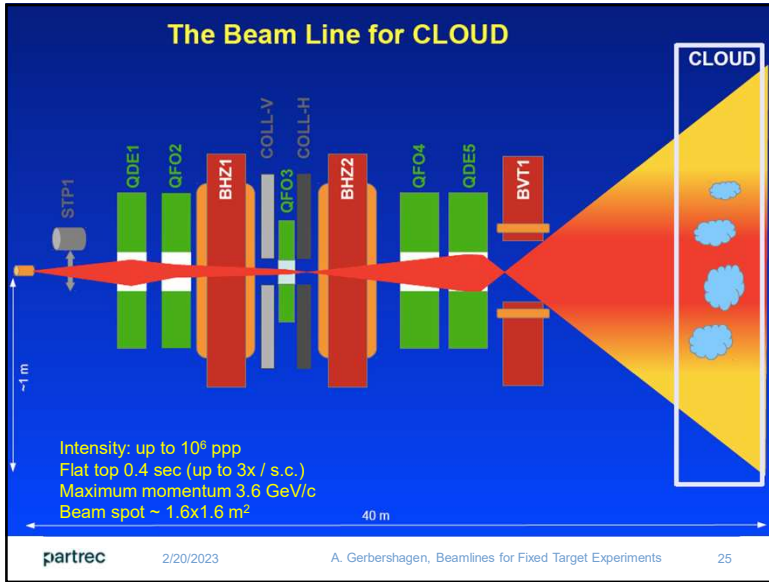 The Beam Line for CLOUD
CLOUD
STP1
QDE1
QFO2
BHZ1
COLL-V
QFO3
COLL-H
BHZ2
QFO4
QDE5
BVT1
~1 m
Intensity: up to 10⁶ ppp
Flat top 0.4 sec (up to 3x / s.c.)
Maximum momentum 3.6 GeV/c
Beam spot ~ 1.6x1.6 m²
40 m
partrec
2/20/2023
A. Gerbershagen, Beamlines for Fixed Target Experiments
25